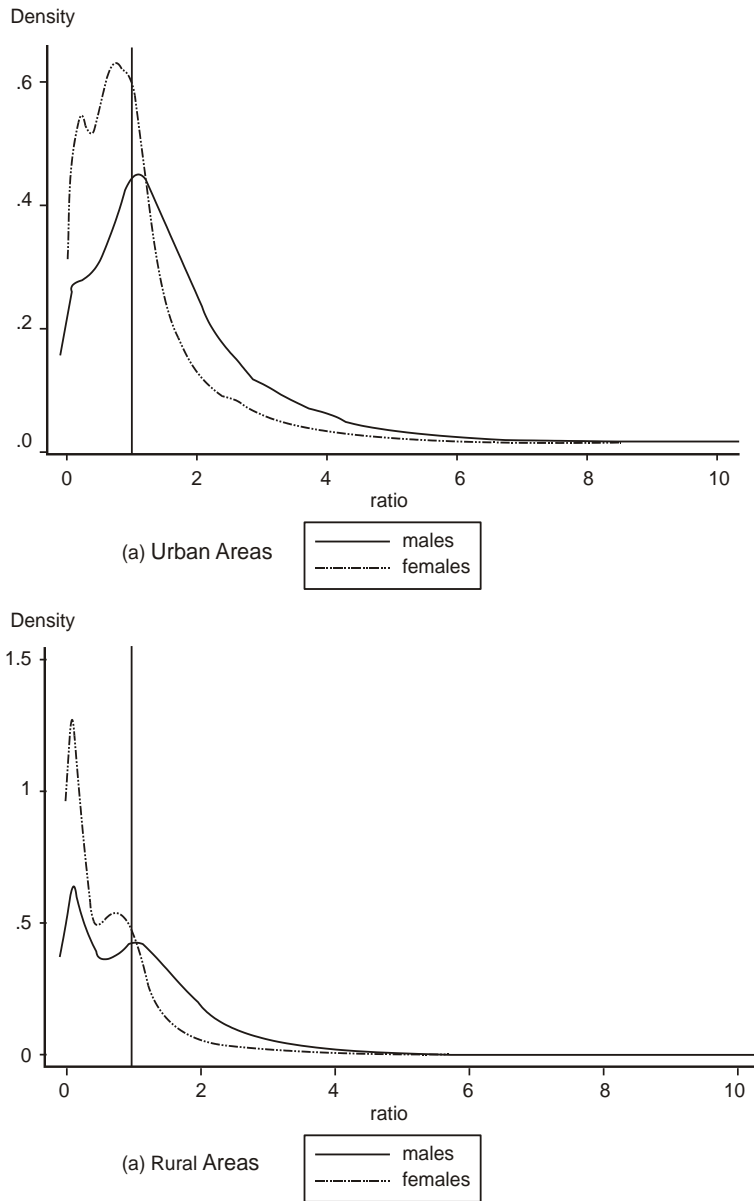 Density
.6
.4
.2
.0
0 2 4 6 8 10
ratio
(a) Urban Areas
males
females
Density
1.5
1
.5
0
0 2 4 6 8 10
ratio
(a) Rural Areas
males
females